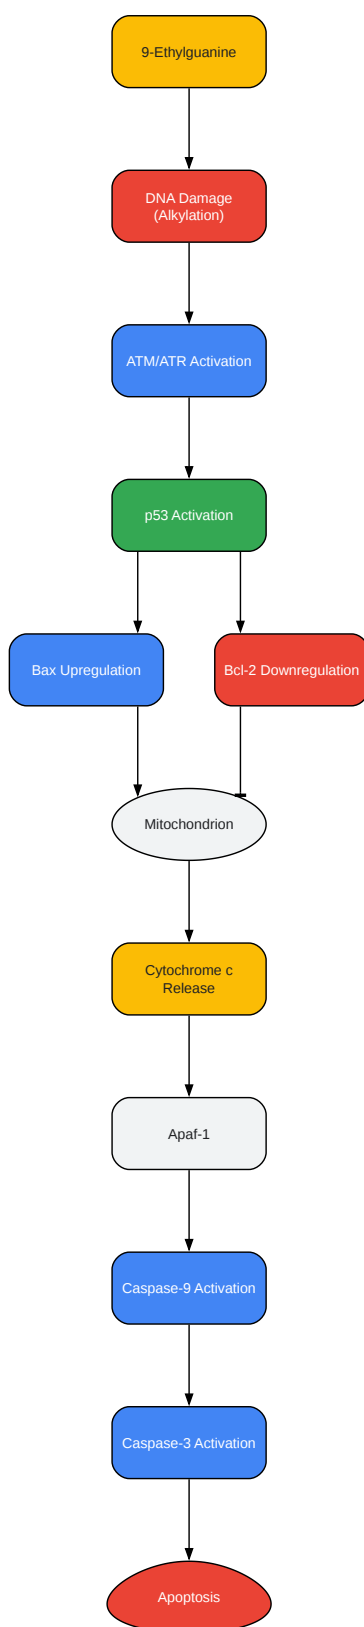 9-Ethylguanine
DNA Damage
(Alkylation)
ATM/ATR Activation
p53 Activation
Bax Upregulation
Bcl-2 Downregulation
Mitochondrion
Cytochrome c
Release
Apaf-1
Caspase-9 Activation
Caspase-3 Activation
Apoptosis